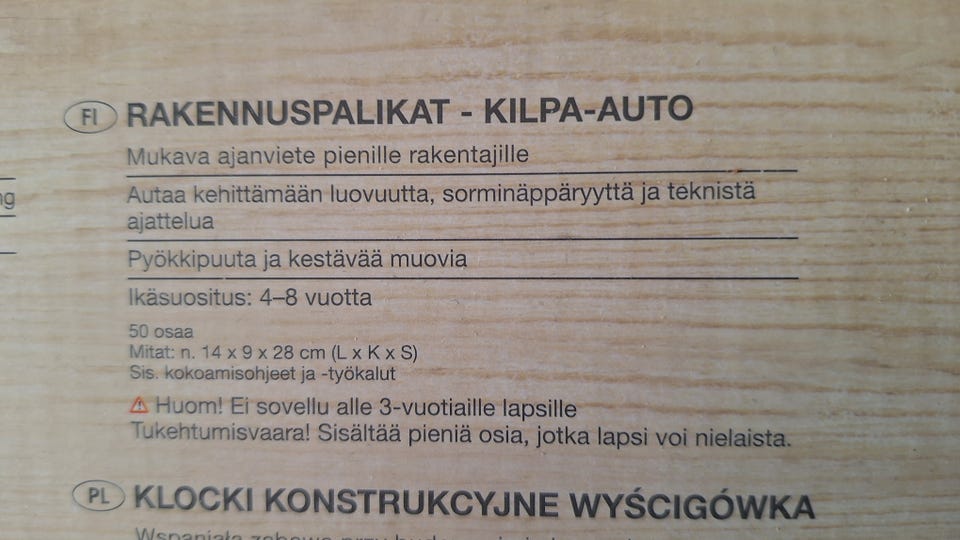 FI RAKENNUSPALIKAT - KILPA-AUTO
Mukava ajanviete pienille rakentajille
Autaa kehittämään luovuutta, sorminäppäryyttä ja teknistä
ajattelua
Pyökkipuuta ja kestävää muovia
Ikäsuositus: 4–8 vuotta
50 osaa
Mitat: n. 14 x 9 x 28 cm (L x K x S)
Sis. kokoamisohjeet ja -työkalut
⚠ Huom! Ei sovellu alle 3-vuotiaille lapsille
Tukehtumisvaara! Sisältää pieniä osia, jotka lapsi voi nielaista.
PL KLOCKI KONSTRUKCYJNE WYŚCIGÓWKA